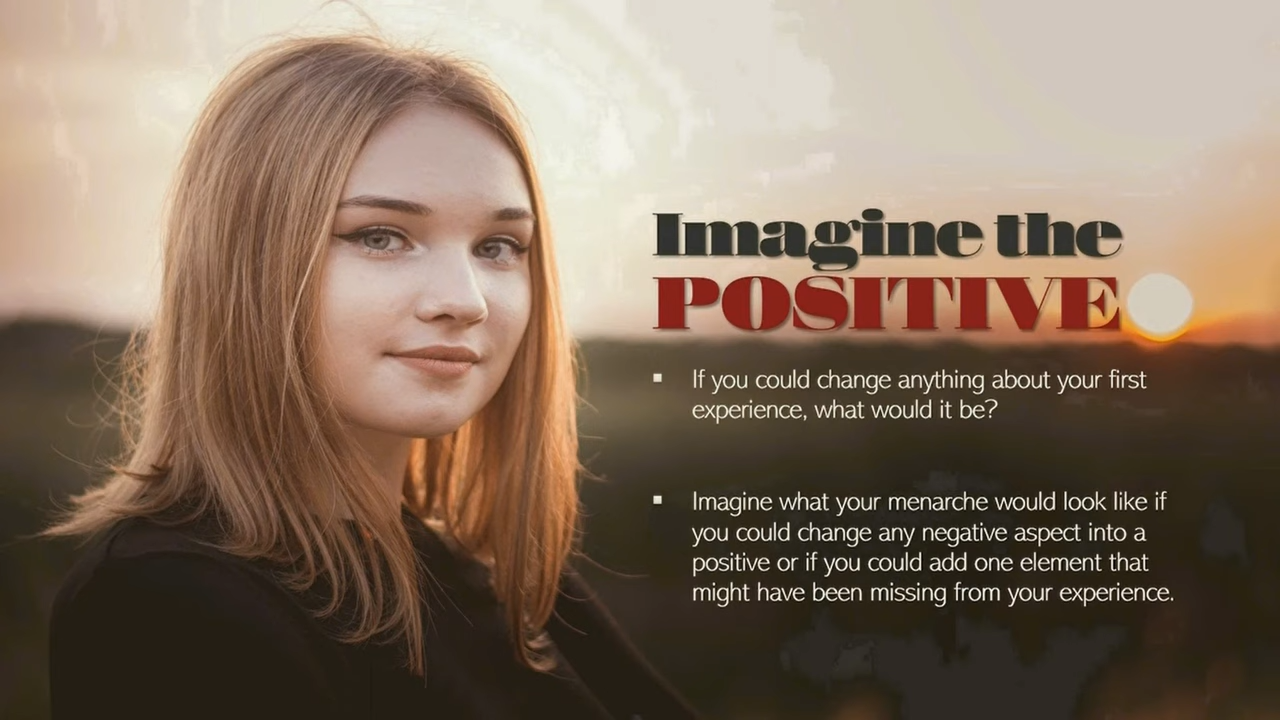 Imagine the
POSITIVE
▪ If you could change anything about your first
experience, what would it be?
▪ Imagine what your menarche would look like if
you could change any negative aspect into a
positive or if you could add one element that
might have been missing from your experience.